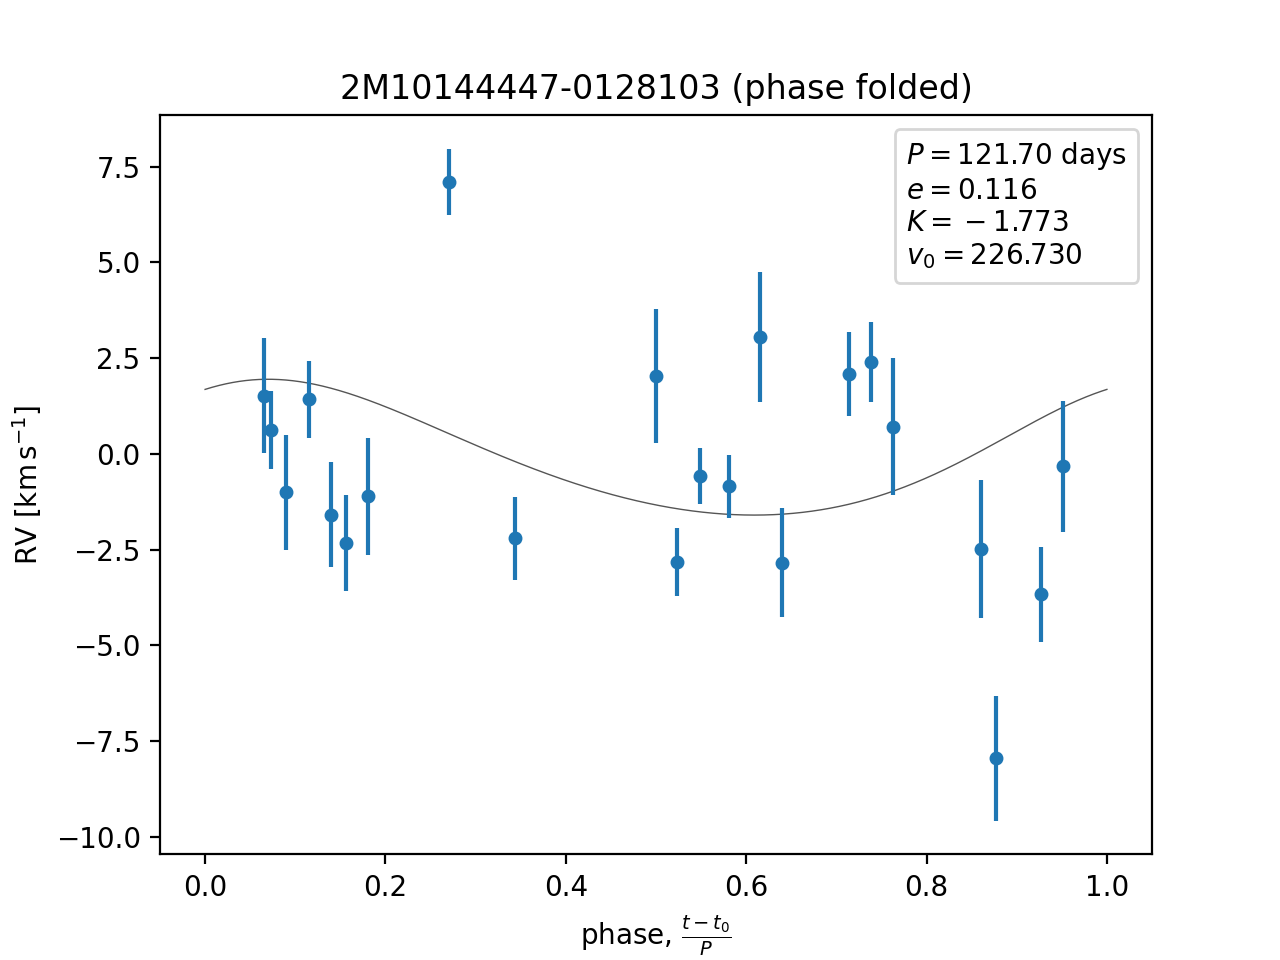 2M10144447-0128103 (phase folded)
P = 121.70 days
e = 0.116
K = −1.773
v₀ = 226.730
7.5
5.0
2.5
0.0
−2.5
−5.0
−7.5
−10.0
RV [km s⁻¹]
0.0 0.2 0.4 0.6 0.8 1.0
phase, (t − t₀)/P